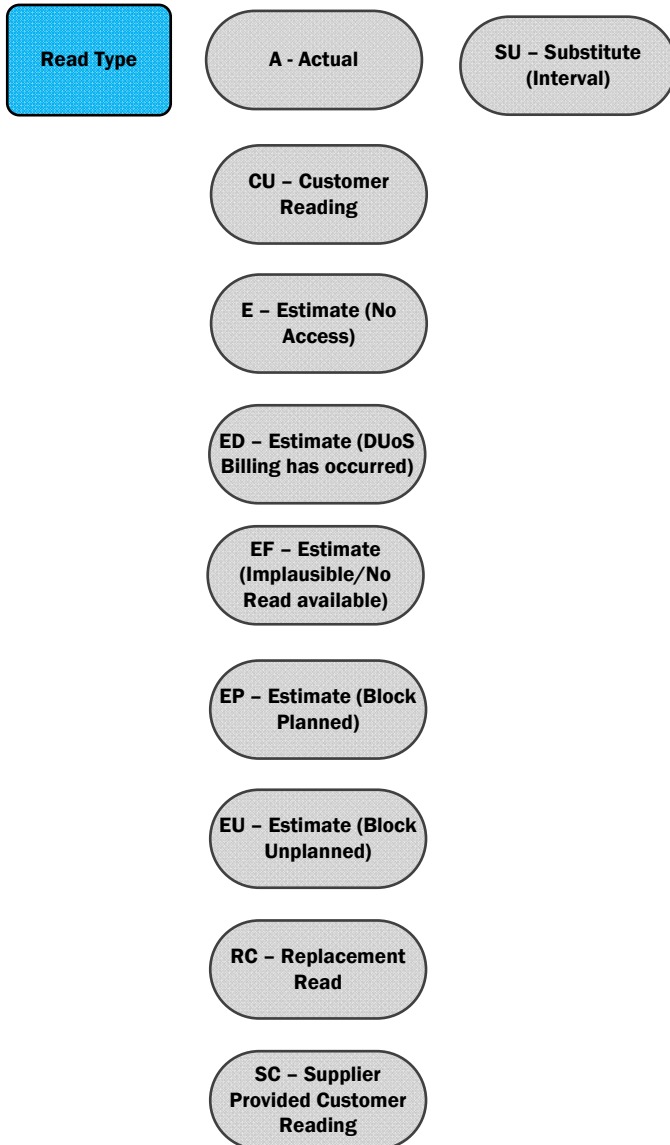 Read Type
A - Actual
SU – Substitute
(Interval)
CU – Customer
Reading
E – Estimate (No
Access)
ED – Estimate (DUoS
Billing has occurred)
EF – Estimate
(Implausible/No
Read available)
EP – Estimate (Block
Planned)
EU – Estimate (Block
Unplanned)
RC – Replacement
Read
SC – Supplier
Provided Customer
Reading